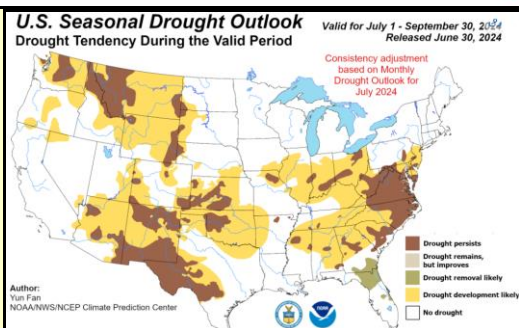 U.S. Seasonal Drought Outlook
Drought Tendency During the Valid Period
Valid for July 1 - September 30, 2024
Released June 30, 2024
Consistency adjustment
based on Monthly
Drought Outlook for
July 2024
Author:
Yun Fan
NOAA/NWS/NCEP Climate Prediction Center
Drought persists
Drought remains,
but improves
Drought removal likely
Drought development likely
No drought